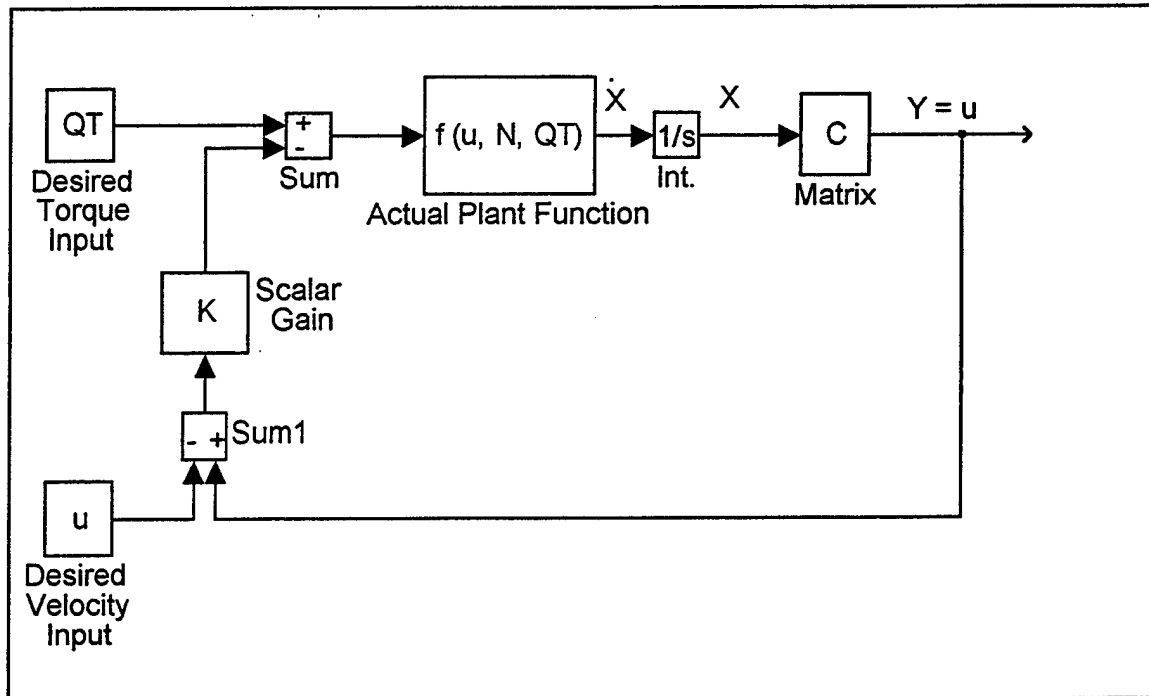 QT
Desired
Torque
Input
+
-
Sum
f (u, N, QT)
Actual Plant Function
Ẋ
1/s
Int.
X
C
Matrix
Y = u
K
Scalar
Gain
- +
Sum1
u
Desired
Velocity
Input